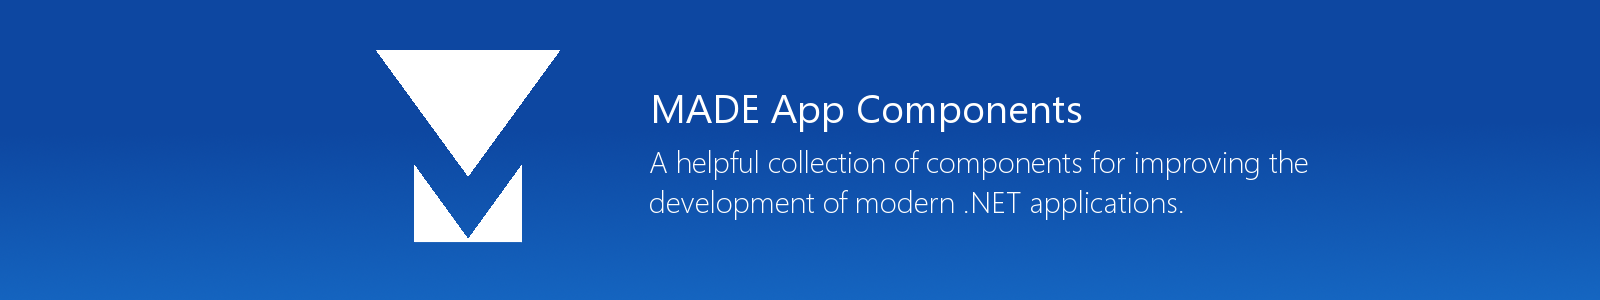 MADE App Components
A helpful collection of components for improving the
development of modern .NET applications.